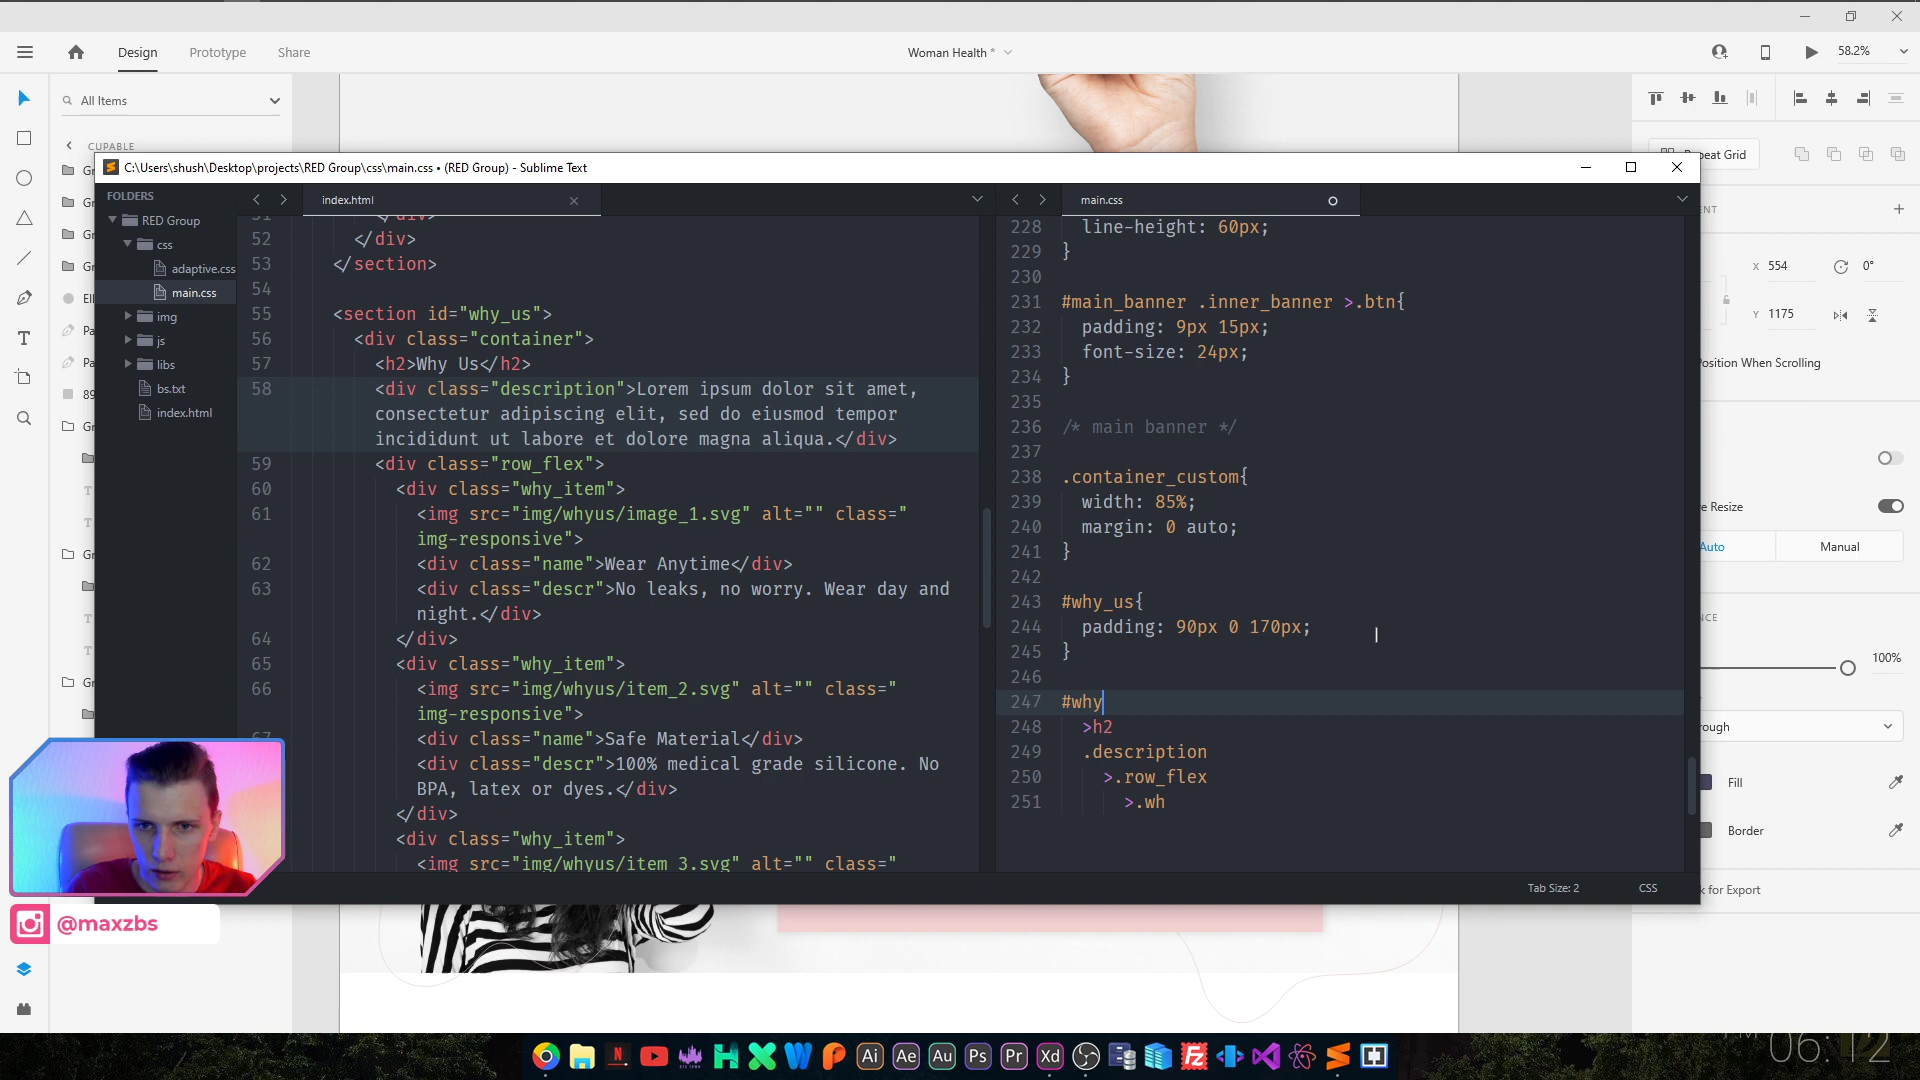 Design
Prototype
Share
Woman Health *
58.2%
All Items
CUPABLE
Repeat Grid
C:\Users\shush\Desktop\projects\RED Group\css\main.css • (RED Group) - Sublime Text
FOLDERS
RED Group
css
adaptive.css
main.css
img
js
libs
bs.txt
index.html
index.html
52 </div>
53 </section>
54
55 <section id="why_us">
56 <div class="container">
57 <h2>Why Us</h2>
58 <div class="description">Lorem ipsum dolor sit amet,
consectetur adipiscing elit, sed do eiusmod tempor
incididunt ut labore et dolore magna aliqua.</div>
59 <div class="row_flex">
60 <div class="why_item">
61 <img src="img/whyus/image_1.svg" alt="" class="
img-responsive">
62 <div class="name">Wear Anytime</div>
63 <div class="descr">No leaks, no worry. Wear day and
night.</div>
64 </div>
65 <div class="why_item">
66 <img src="img/whyus/item_2.svg" alt="" class="
img-responsive">
<div class="name">Safe Material</div>
<div class="descr">100% medical grade silicone. No
BPA, latex or dyes.</div>
</div>
<div class="why_item">
<img src="img/whyus/item_3.svg" alt="" class="
main.css
228 line-height: 60px;
229 }
230
231 #main_banner .inner_banner >.btn{
232 padding: 9px 15px;
233 font-size: 24px;
234 }
235
236 /* main banner */
237
238 .container_custom{
239 width: 85%;
240 margin: 0 auto;
241 }
242
243 #why_us{
244 padding: 90px 0 170px;
245 }
246
247 #why
248 >h2
249 .description
250 >.row_flex
251 >.wh
Tab Size: 2
CSS
X 554
0°
Y 1175
Position When Scrolling
Resize
Auto
Manual
100%
Fill
Border
for Export
@maxzbs
06:12